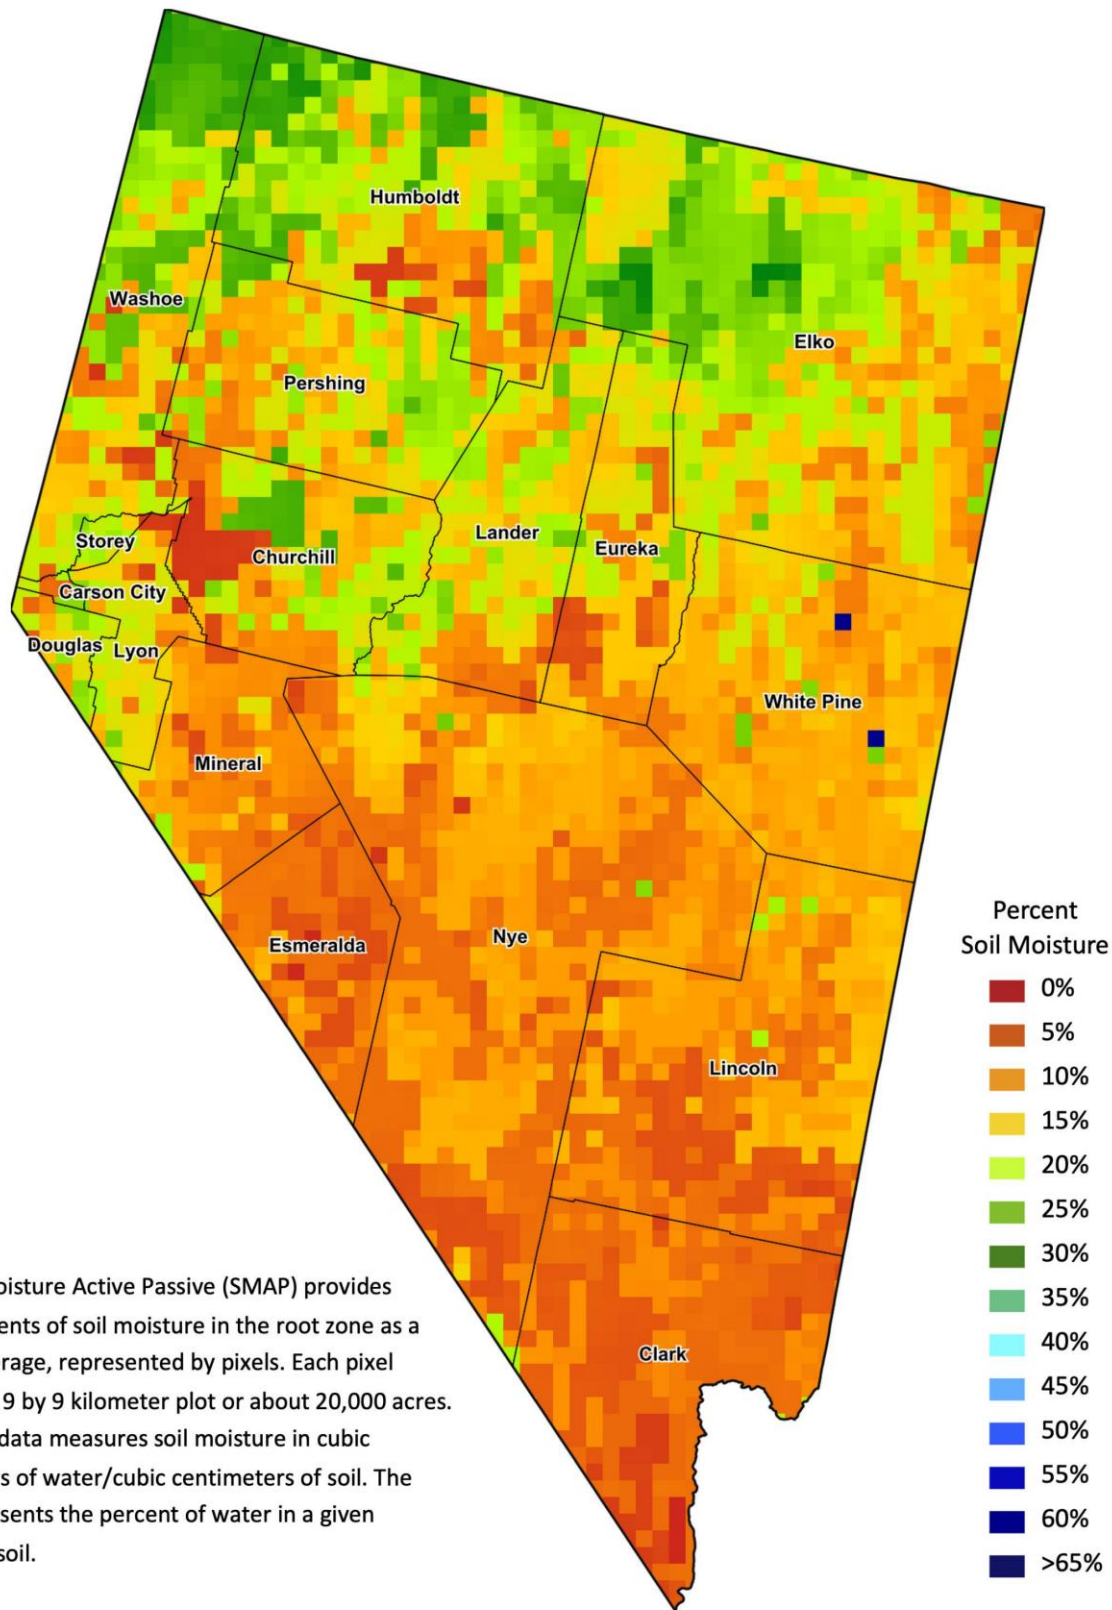 Humboldt
Washoe
Elko
Pershing
Storey
Churchill
Lander
Eureka
Carson City
Douglas
Lyon
White Pine
Mineral
Esmeralda
Nye
Lincoln
Clark
Percent
Soil Moisture
0%
5%
10%
15%
20%
25%
30%
35%
40%
45%
50%
55%
60%
>65%
oisture Active Passive (SMAP) provides
ents of soil moisture in the root zone as a
erage, represented by pixels. Each pixel
9 by 9 kilometer plot or about 20,000 acres.
data measures soil moisture in cubic
s of water/cubic centimeters of soil. The
sents the percent of water in a given
soil.